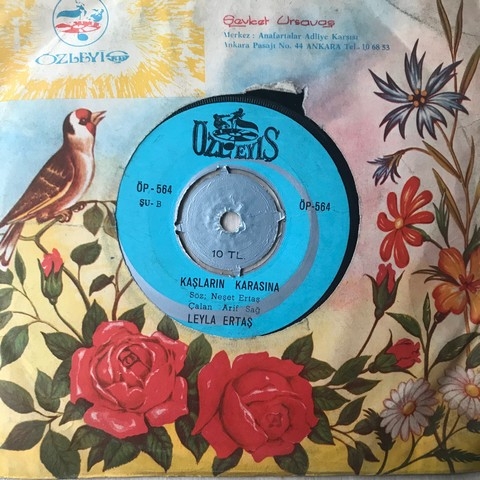 ÖZLEYİŞ
Şevket Ursavaş
Merkez : Anafartalar Adliye Karşısı
Ankara Pasajı No. 44 ANKARA Tel. 10 68 53
ÖZLEYİŞ
ÖP-564
ŞU-B
ÖP-564
10 TL
KAŞLARIN KARASINA
Söz; Neşet Ertaş
Çalan Arif Sağ
LEYLA ERTAŞ